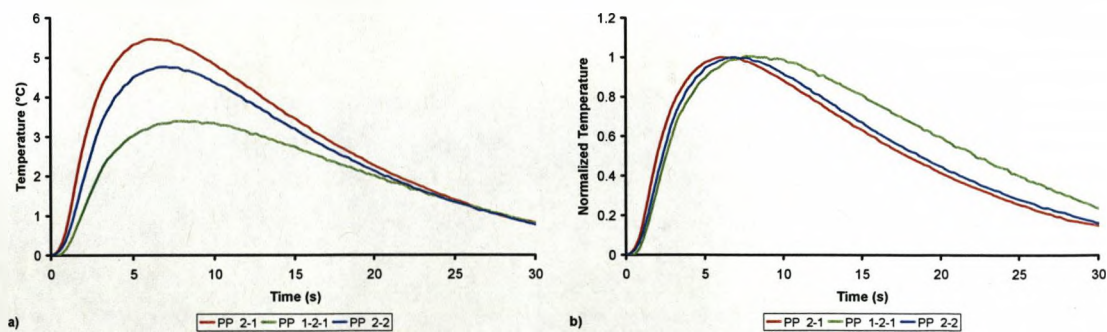 6
5
4
3
2
1
0
Temperature (°C)
0 5 10 15 20 25 30
Time (s)
a)
PP 2-1 PP 1-2-1 PP 2-2
1.2
1
0.8
0.6
0.4
0.2
0
Normalized Temperature
0 5 10 15 20 25 30
Time (s)
b)
PP 2-1 PP 1-2-1 PP 2-2